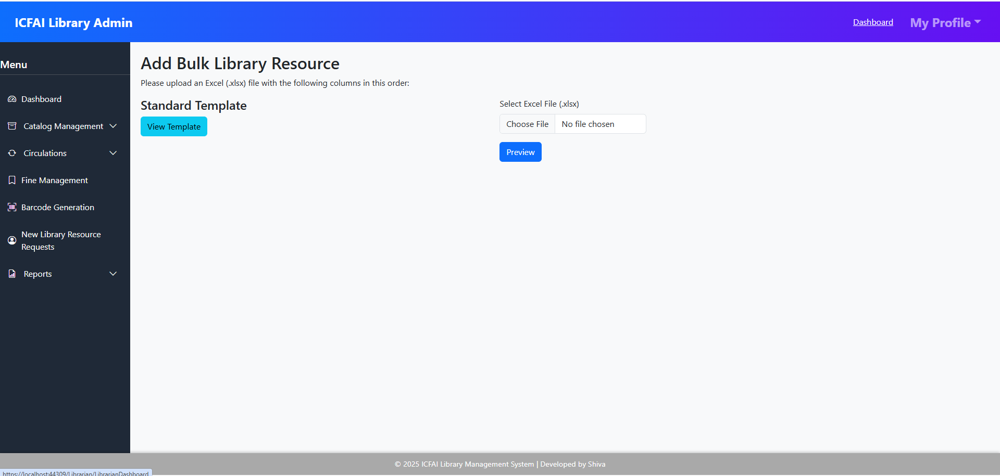 ICFAI Library Admin
Dashboard
My Profile
Menu
Dashboard
Catalog Management
Circulations
Fine Management
Barcode Generation
New Library Resource
Requests
Reports
Add Bulk Library Resource
Please upload an Excel (.xlsx) file with the following columns in this order:
Standard Template
View Template
Select Excel File (.xlsx)
Choose File
No file chosen
Preview
© 2025 ICFAI Library Management System | Developed by Shiva
https://localhost:44309/Librarian/LibrarianDashboard